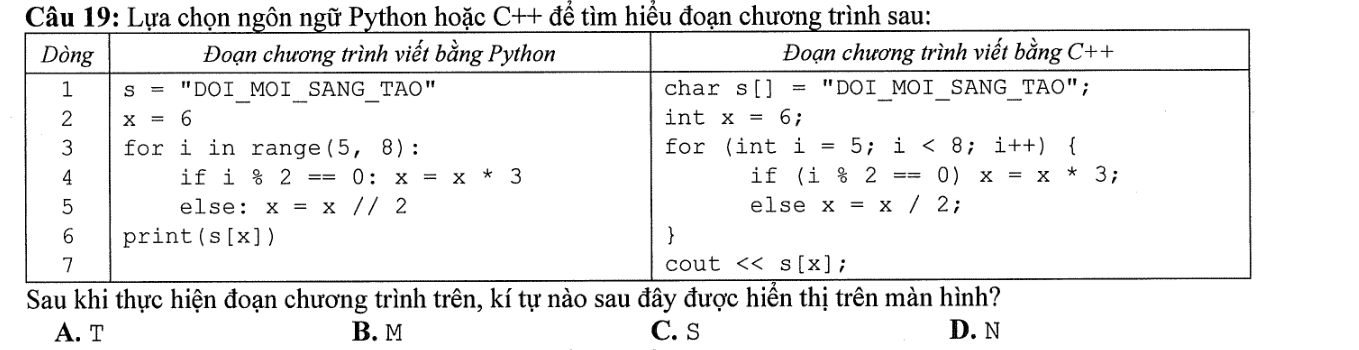 Câu 19: Lựa chọn ngôn ngữ Python hoặc C++ để tìm hiểu đoạn chương trình sau:
Dòng Đoạn chương trình viết bằng Python Đoạn chương trình viết bằng C++
1 s = "DOI_MOI_SANG_TAO" char s[] = "DOI_MOI_SANG_TAO";
2 x = 6 int x = 6;
3 for i in range(5, 8): for (int i = 5; i < 8; i++) {
4 if i % 2 == 0: x = x * 3 if (i % 2 == 0) x = x * 3;
5 else: x = x // 2 else x = x / 2;
6 print(s[x]) }
7 cout << s[x];
Sau khi thực hiện đoạn chương trình trên, kí tự nào sau đây được hiển thị trên màn hình?
A. T B. M C. S D. N